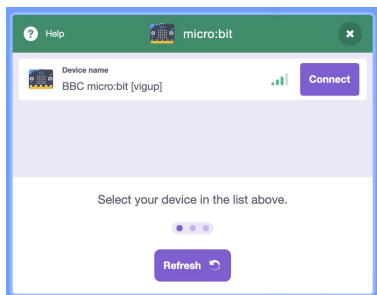 ? Help
micro:bit
Device name
BBC micro:bit [vigup]
Connect
Select your device in the list above.
Refresh